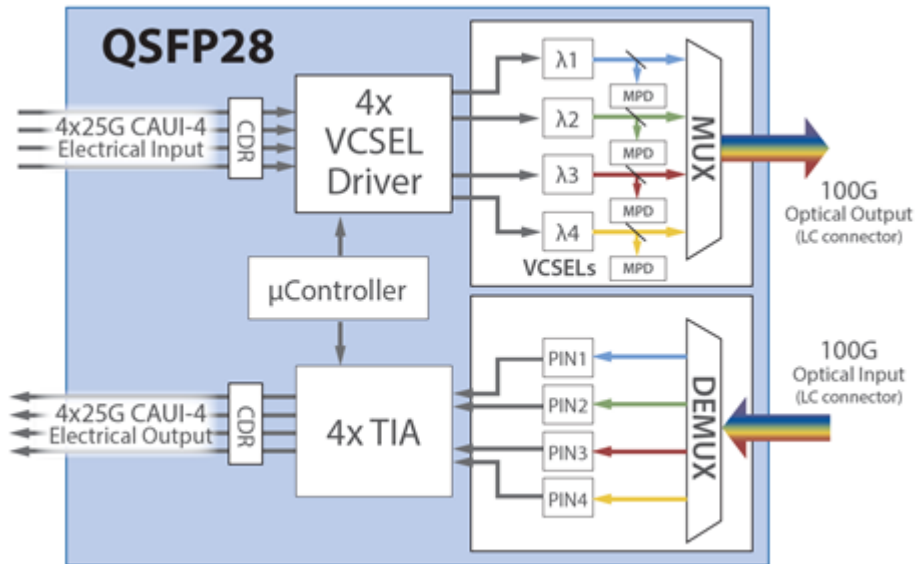 QSFP28
4x25G CAUI-4
Electrical Input
CDR
4x
VCSEL
Driver
λ1
MPD
λ2
MPD
λ3
MPD
λ4
MPD
VCSELs
MUX
100G
Optical Output
(LC connector)
μController
4x25G CAUI-4
Electrical Output
CDR
4x TIA
PIN1
PIN2
PIN3
PIN4
DEMUX
100G
Optical Input
(LC connector)